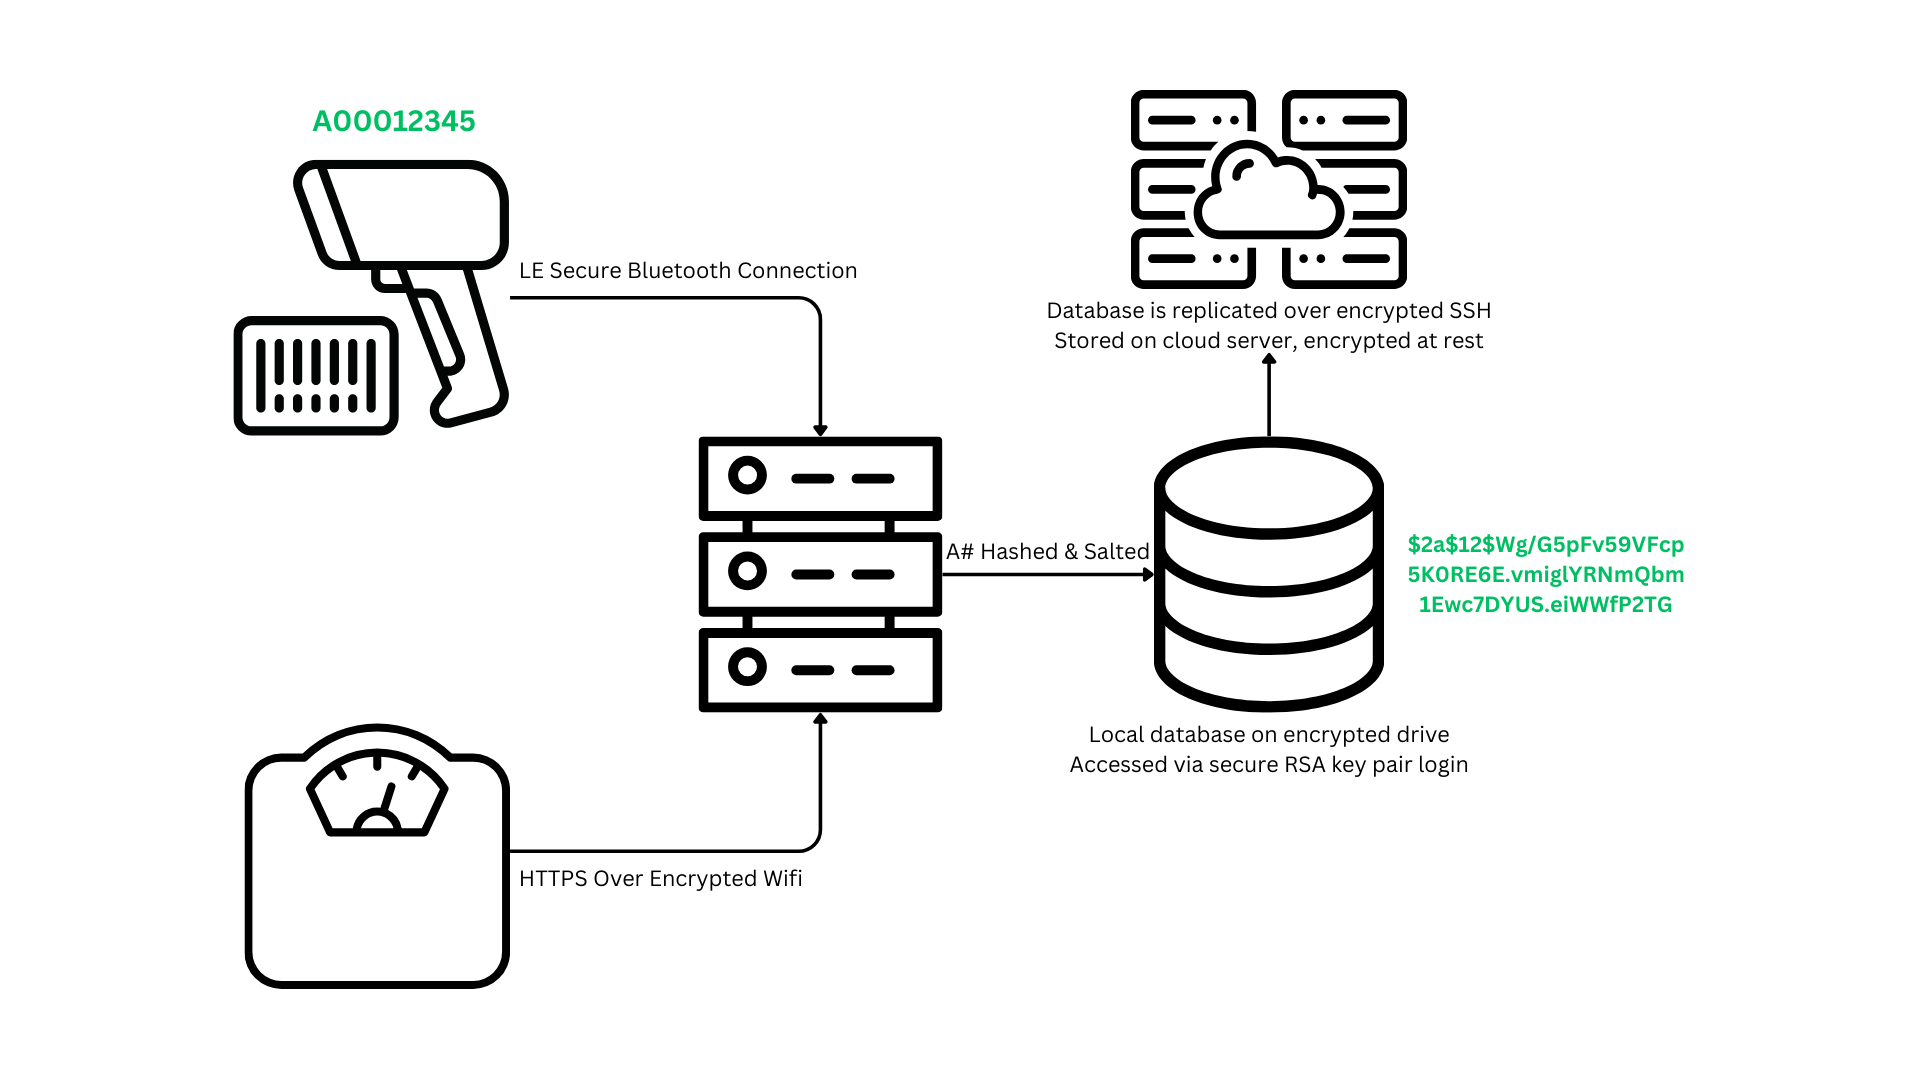 A00012345
LE Secure Bluetooth Connection
Database is replicated over encrypted SSH
Stored on cloud server, encrypted at rest
A# Hashed & Salted
$2a$12$Wg/G5pFv59VFcp
5K0RE6E.vmiglYRNmQbm
1Ewc7DYUS.eiWWfP2TG
Local database on encrypted drive
Accessed via secure RSA key pair login
HTTPS Over Encrypted Wifi